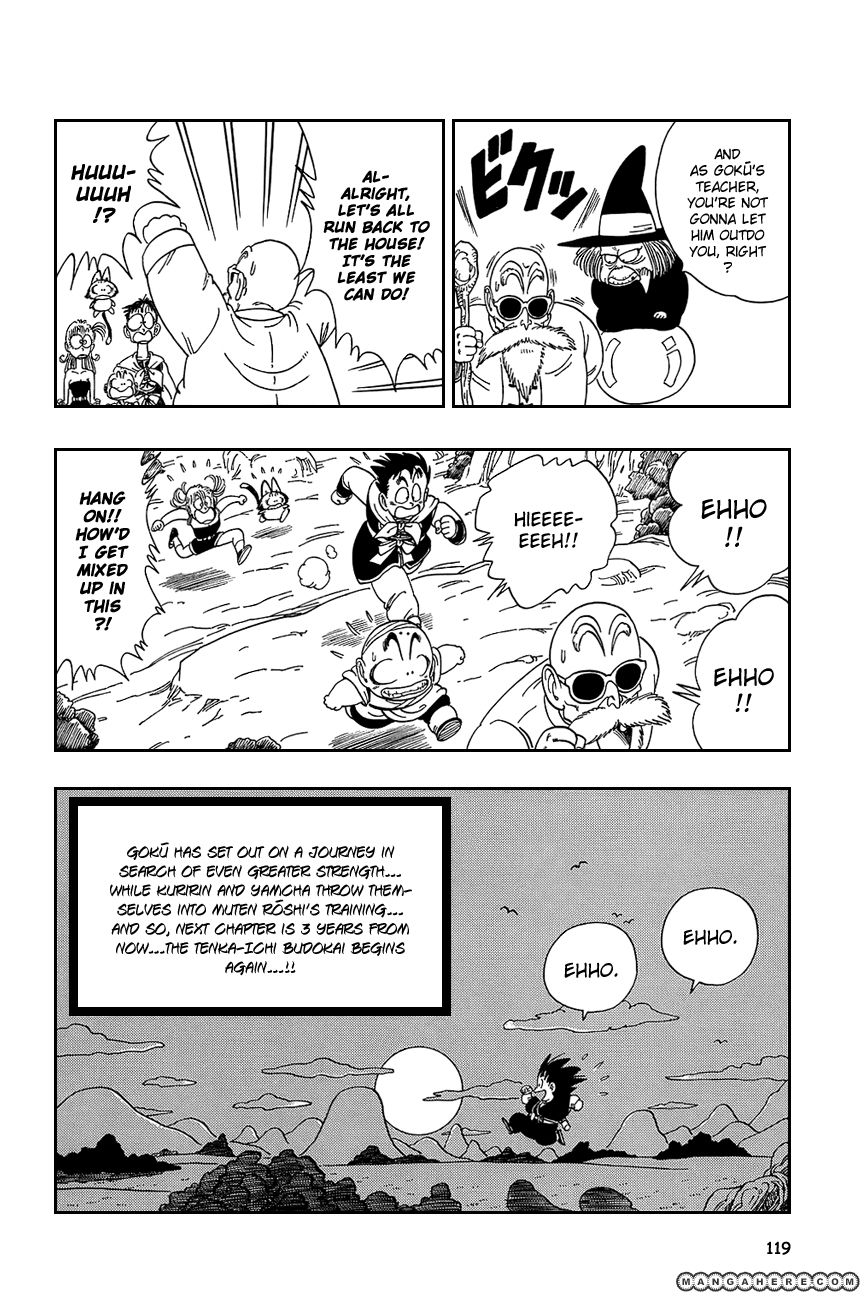 AND
AS GOKŪ'S
TEACHER,
YOU'RE NOT
GONNA LET
HIM OUTDO
YOU, RIGHT
?
ビクッ
AL-
ALRIGHT,
LET'S ALL
RUN BACK TO
THE HOUSE!
IT'S THE
LEAST WE
CAN DO!
HUUU-
UUUH
!?
EHHO
!!
EHHO
!!
HIEEEE-
EEEH!!
HANG
ON!!
HOW'D
I GET
MIXED
UP IN
THIS
?!
GOKŪ HAS SET OUT ON A JOURNEY IN
SEARCH OF EVEN GREATER STRENGTH...
WHILE KURIRIN AND YAMCHA THROW THEM-
SELVES INTO MUTEN RŌSHI'S TRAINING...
AND SO, NEXT CHAPTER IS 3 YEARS FROM
NOW...THE TENKA-ICHI BUDOKAI BEGINS
AGAIN...!!
EHHO.
EHHO.
119
MANGAHERE.COM